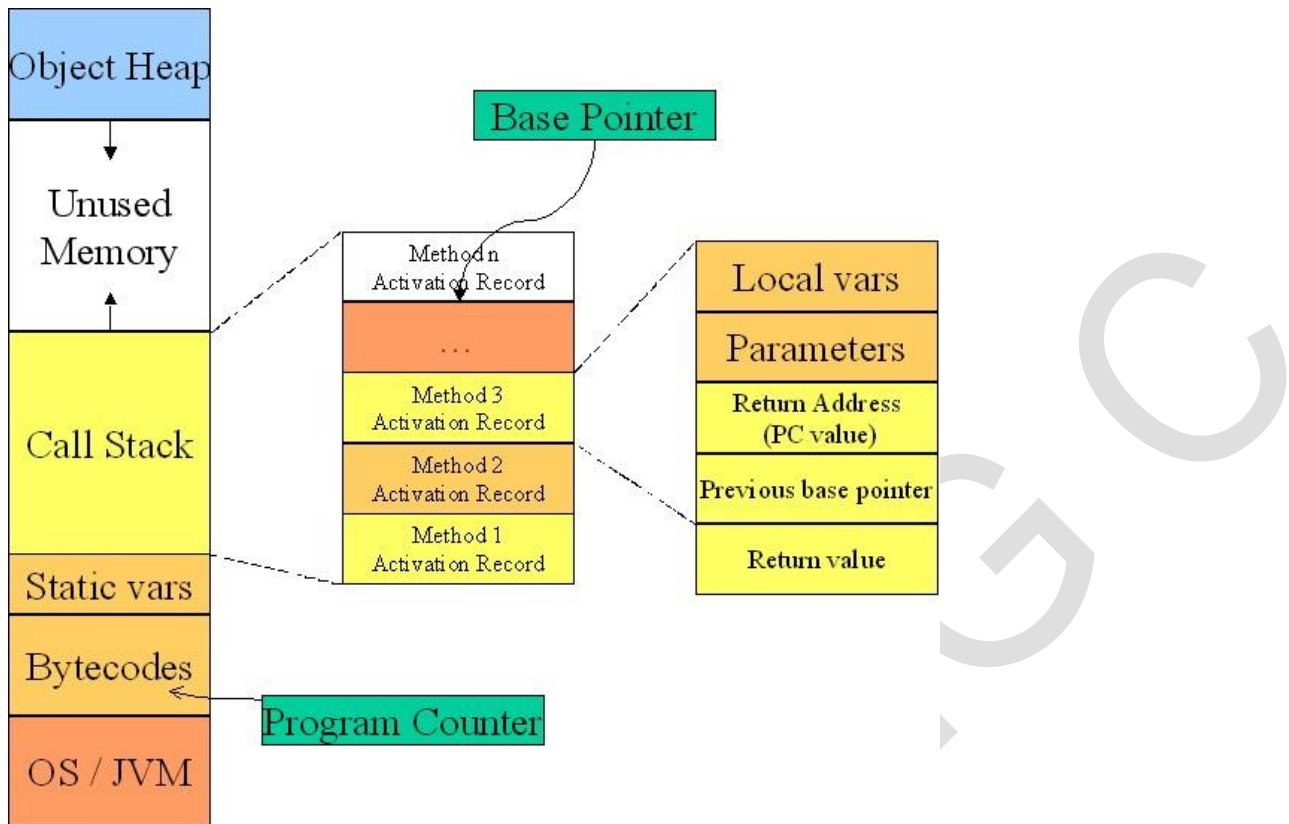 Object Heap
Unused
Memory
Call Stack
Static vars
Bytecodes
OS / JVM
Base Pointer
Program Counter
Method n
Activation Record
...
Method 3
Activation Record
Method 2
Activation Record
Method 1
Activation Record
Local vars
Parameters
Return Address
(PC value)
Previous base pointer
Return value
G C